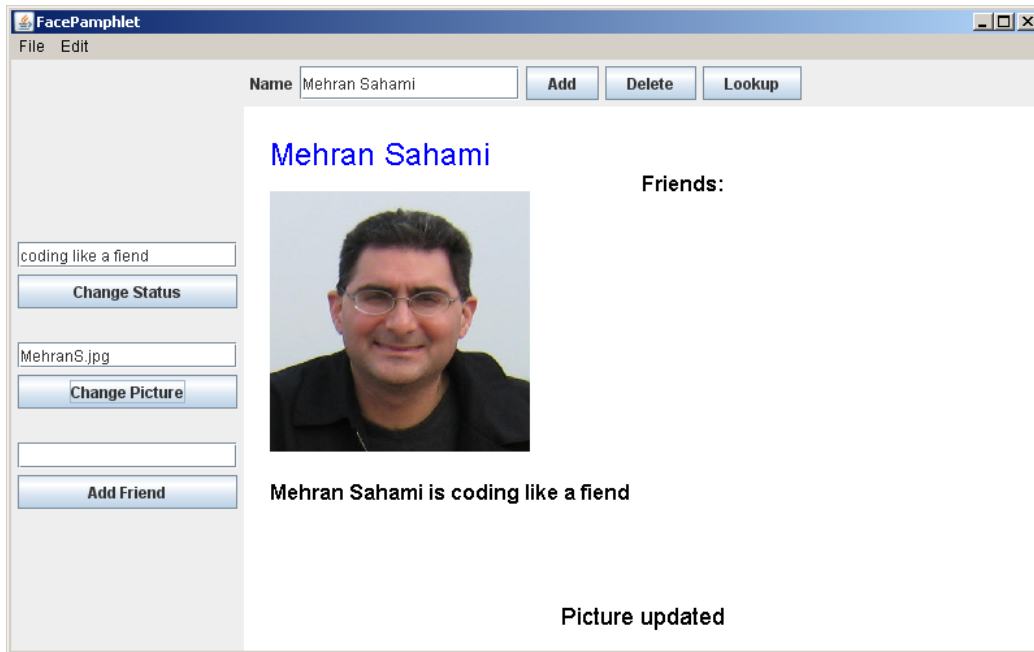 FacePamphlet
File Edit
Name Mehran Sahami Add Delete Lookup
Mehran Sahami
Friends:
coding like a fiend
Change Status
MehranS.jpg
Change Picture
Add Friend
Mehran Sahami is coding like a fiend
Picture updated